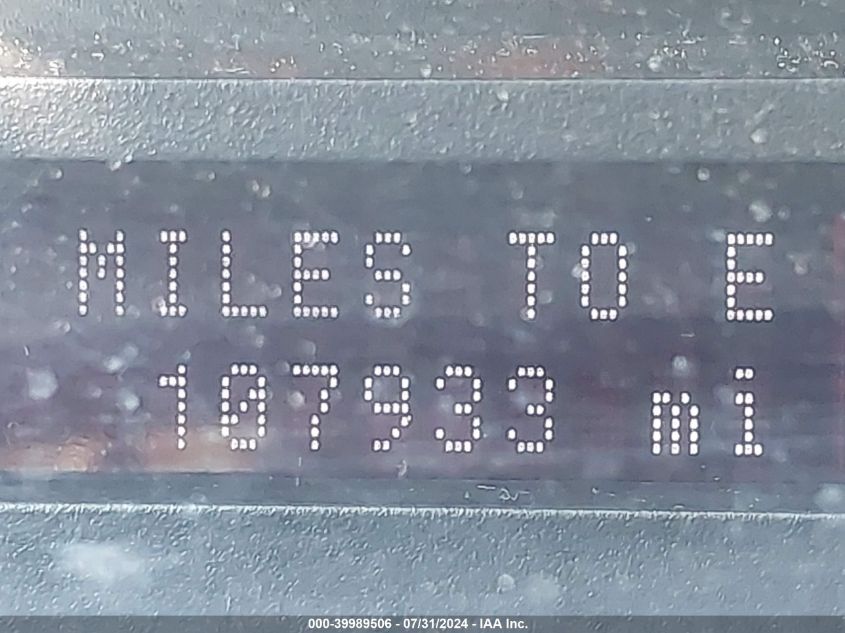 MILES TO E
107933 mi
000-39989506 - 07/31/2024 - IAA Inc.